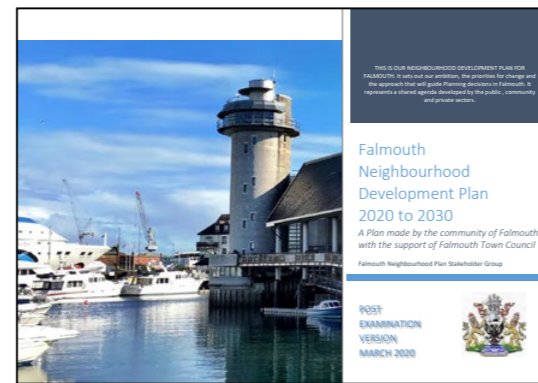 THIS IS OUR NEIGHBOURHOOD DEVELOPMENT PLAN FOR
FALMOUTH. It sets out our ambition, the priorities for change and
the approach that will guide Planning decisions in Falmouth. It
represents a shared agenda developed by the public , community
and private sectors.
Falmouth
Neighbourhood
Development Plan
2020 to 2030
A Plan made by the community of Falmouth
with the support of Falmouth Town Council
Falmouth Neighbourhood Plan Stakeholder Group
POST
EXAMINATION
VERSION
MARCH 2020